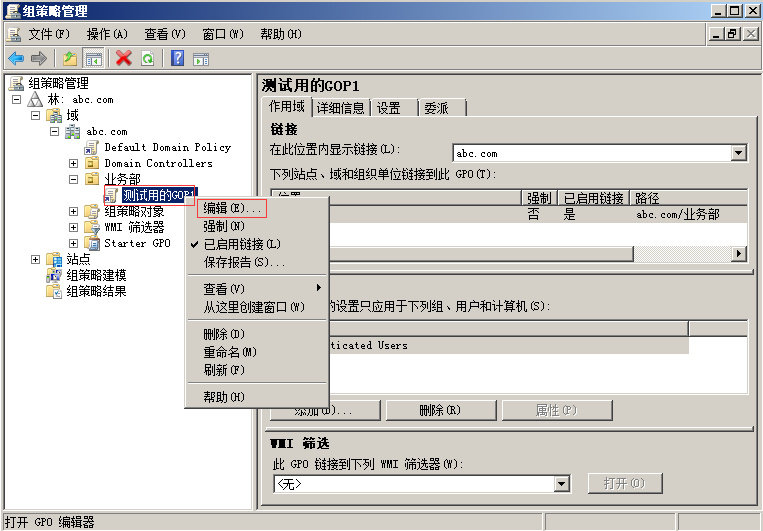 组策略管理
文件(F) 操作(A) 查看(V) 窗口(W) 帮助(H)
组策略管理
林: abc.com
域
abc.com
Default Domain Policy
Domain Controllers
业务部
测试用的GOP1
组策略对象
WMI 筛选器
Starter GPO
站点
组策略建模
组策略结果
编辑(E)...
强制(N)
已启用链接(L)
保存报告(S)...
查看(V)
从这里创建窗口(W)
删除(D)
重命名(M)
刷新(F)
帮助(H)
测试用的GOP1
作用域 详细信息 设置 委派
链接
在此位置内显示链接(L):
abc.com
下列站点、域和组织单位链接到此 GPO(T):
位置 强制 已启用链接 路径
否 是 abc.com/业务部
的设置只应用于下列组、用户和计算机(S):
ticated Users
添加(D)... 删除(R) 属性(P)
WMI 筛选
此 GPO 链接到下列 WMI 筛选器(W):
<无>
打开(O)
打开 GPO 编辑器